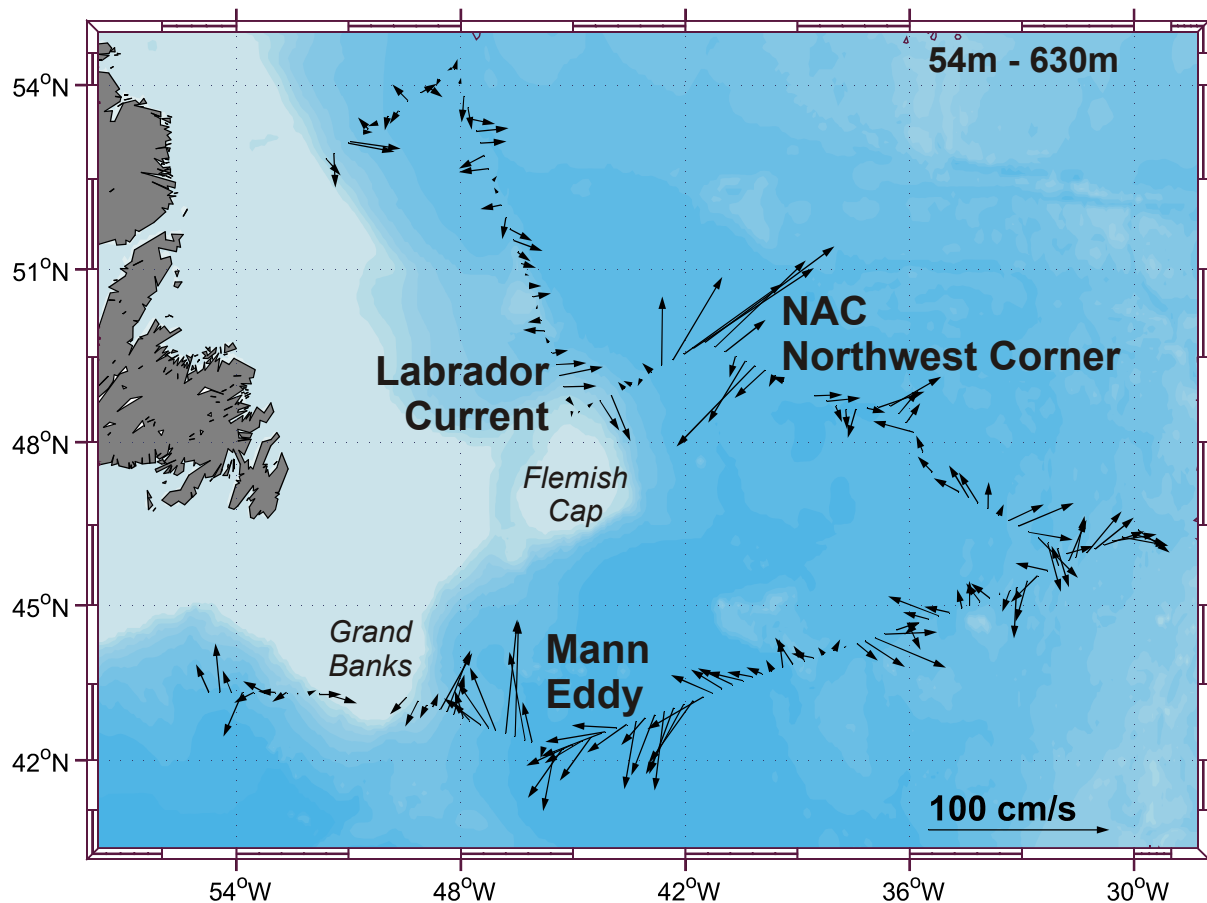 54m - 630m
54°N
51°N
NAC
Northwest Corner
Labrador
Current
48°N
Flemish
Cap
45°N
Grand
Banks
Mann
Eddy
42°N
100 cm/s
54°W
48°W
42°W
36°W
30°W